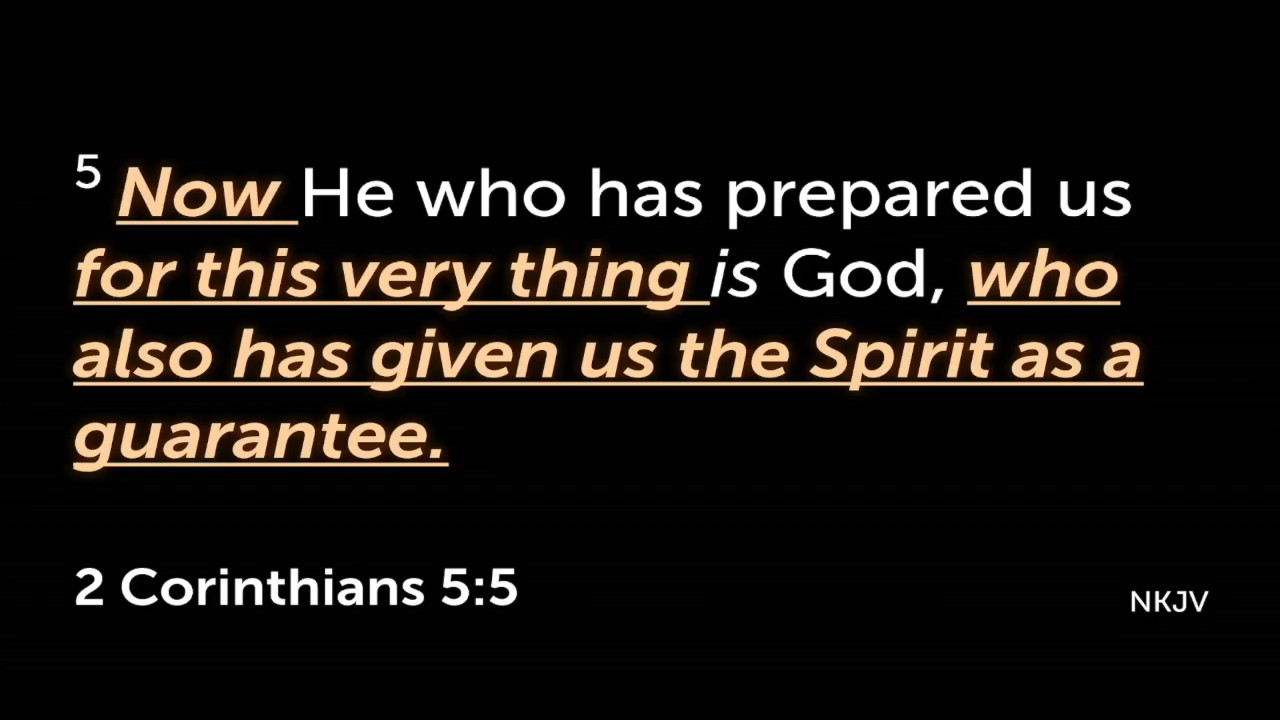 5 Now He who has prepared us
for this very thing is God, who
also has given us the Spirit as a
guarantee.
2 Corinthians 5:5
NKJV